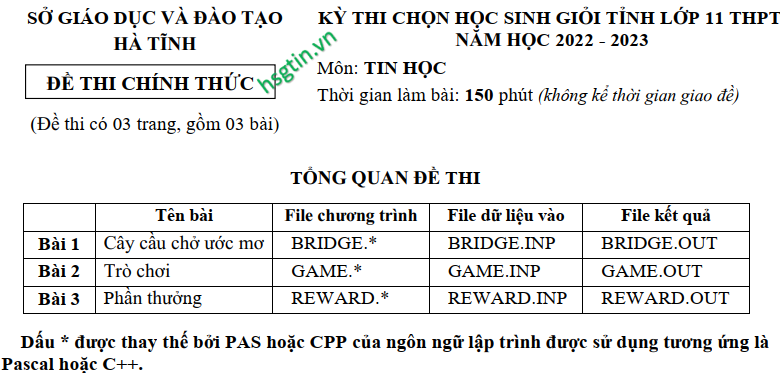 SỞ GIÁO DỤC VÀ ĐÀO TẠO
HÀ TĨNH
ĐỀ THI CHÍNH THỨC
(Đề thi có 03 trang, gồm 03 bài)
hsgtin.vn
KỲ THI CHỌN HỌC SINH GIỎI TỈNH LỚP 11 THPT
NĂM HỌC 2022 - 2023
Môn: TIN HỌC
Thời gian làm bài: 150 phút (không kể thời gian giao đề)
TỔNG QUAN ĐỀ THI
Tên bài File chương trình File dữ liệu vào File kết quả
Bài 1 Cây cầu chở ước mơ BRIDGE.* BRIDGE.INP BRIDGE.OUT
Bài 2 Trò chơi GAME.* GAME.INP GAME.OUT
Bài 3 Phần thưởng REWARD.* REWARD.INP REWARD.OUT
Dấu * được thay thế bởi PAS hoặc CPP của ngôn ngữ lập trình được sử dụng tương ứng là
Pascal hoặc C++.